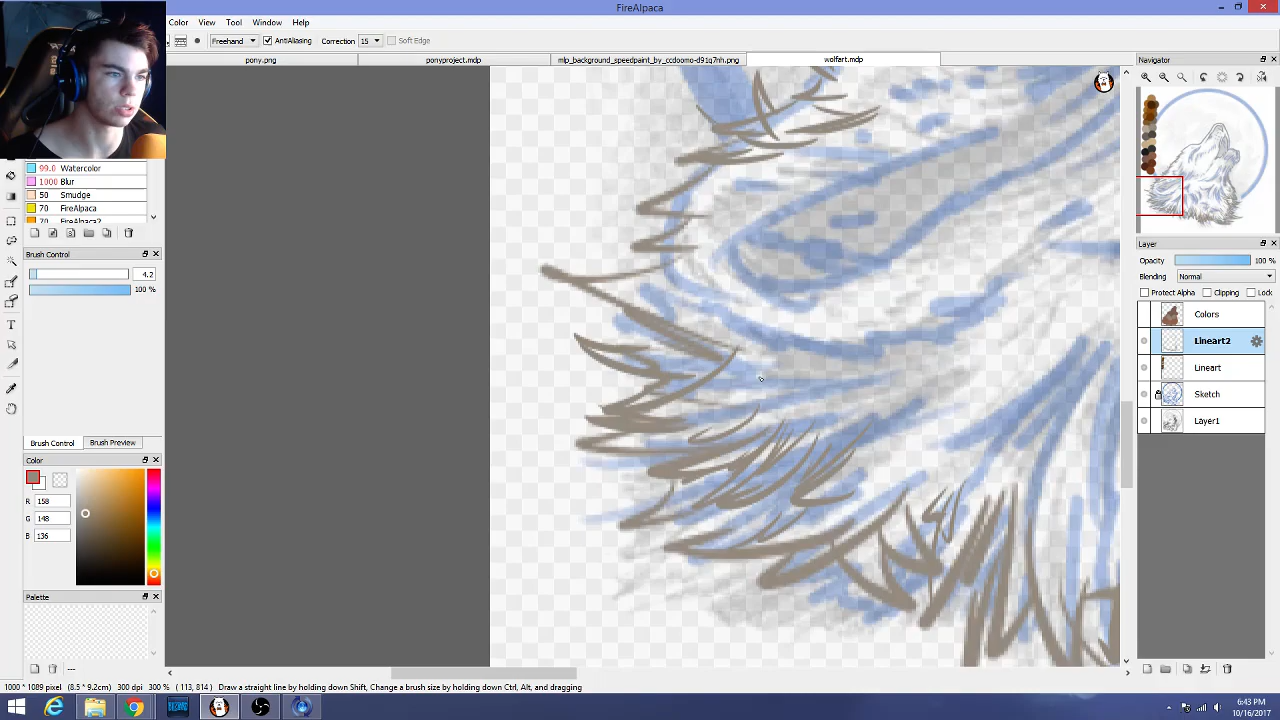 FireAlpaca
Color View Tool Window Help
Freehand AntiAliasing Correction 15 Soft Edge
pony.png ponyproject.mdp mlp_background_speedpaint_by_ccdoomo-d91q7nh.png wolfart.mdp
Navigator
99.0 Watercolor
1000 Blur
50 Smudge
70 FireAlpaca
70 FireAlpaca2
Brush Control
4.2
100 %
Layer
Opacity 100 %
Blending Normal
Protect Alpha Clipping Lock
Colors
Lineart2
Lineart
Sketch
Layer1
Brush Control Brush Preview
Color
R 158
G 148
B 136
Palette
---
1000 * 1089 pixel (8.5 * 9.2cm) 300 dpi 300 % ( 113, 814 ) Draw a straight line by holding down Shift, Change a brush size by holding down Ctrl, Alt, and dragging
BLIZZARD
6:43 PM
10/16/2017